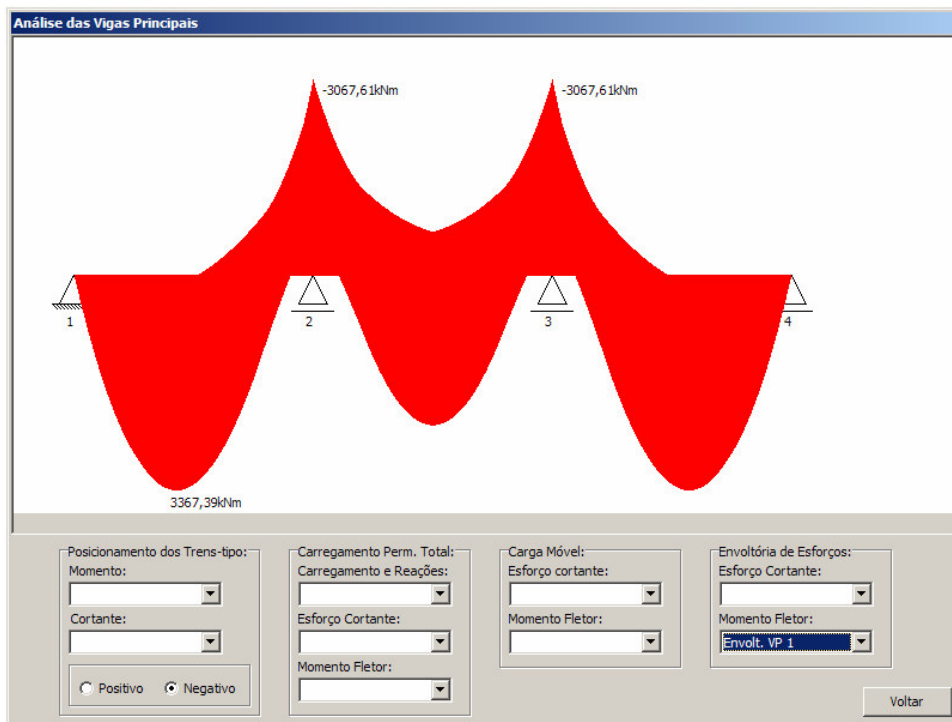 Análise das Vigas Principais
-3067,61kNm
-3067,61kNm
1
2
3
4
3367,39kNm
Posicionamento dos Trens-tipo:
Momento:
Cortante:
Positivo
Negativo
Carregamento Perm. Total:
Carregamento e Reações:
Esforço Cortante:
Momento Fletor:
Carga Móvel:
Esforço cortante:
Momento Fletor:
Envoltória de Esforços:
Esforço Cortante:
Momento Fletor:
Envolt. VP 1
Voltar